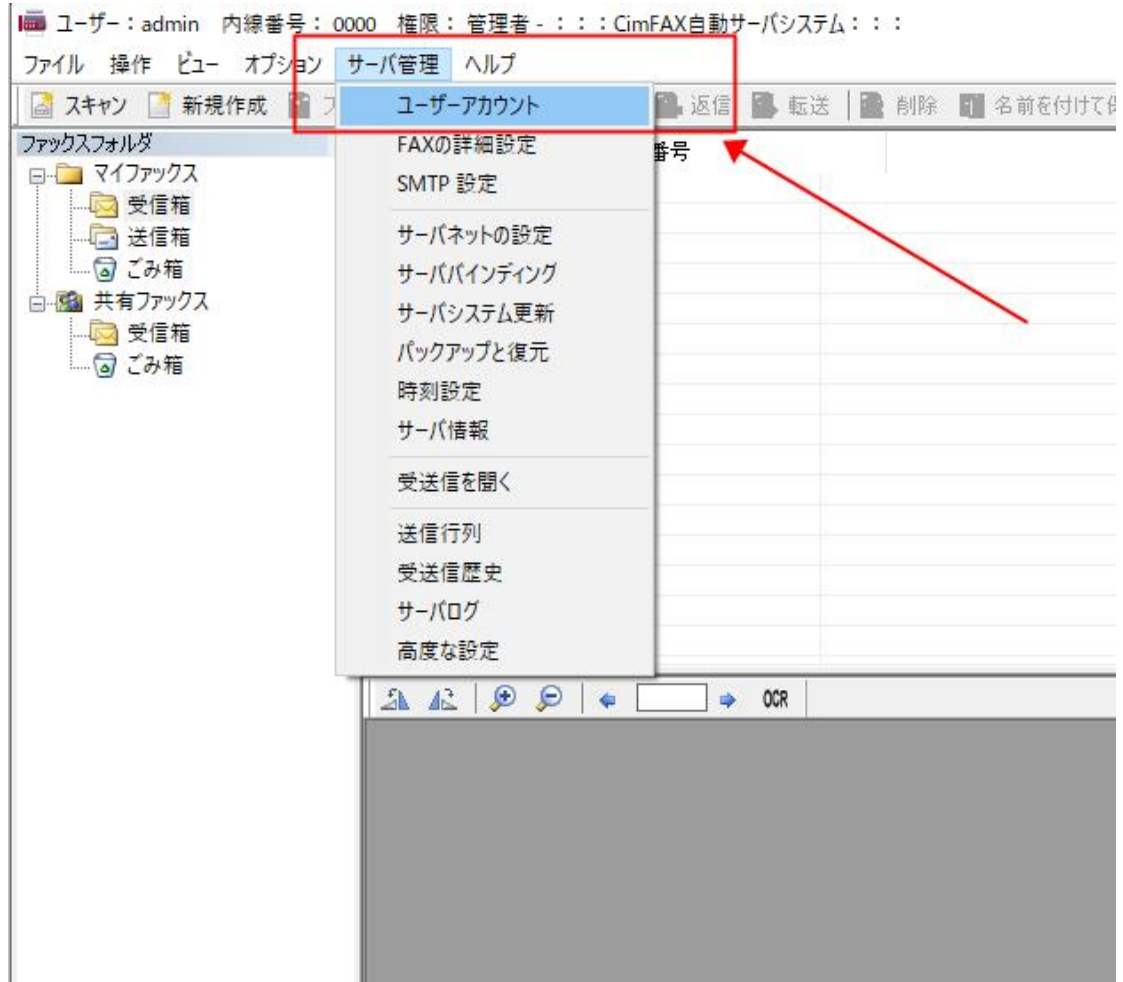 ユーザー：admin 内線番号： 0000 権限： 管理者 - ：：：CimFAX自動サーバシステム：：：
ファイル 操作 ビュー オプション サーバ管理 ヘルプ
スキャン 新規作成 返信 転送 削除 名前を付けて
ファックスフォルダ
マイファックス
受信箱
送信箱
ごみ箱
共有ファックス
受信箱
ごみ箱
ユーザーアカウント
FAXの詳細設定
SMTP 設定
サーバネットの設定
サーババインディング
サーバシステム更新
バックアップと復元
時刻設定
サーバ情報
受送信を聞く
送信行列
受送信歴史
サーバログ
高度な設定
番号
OCR